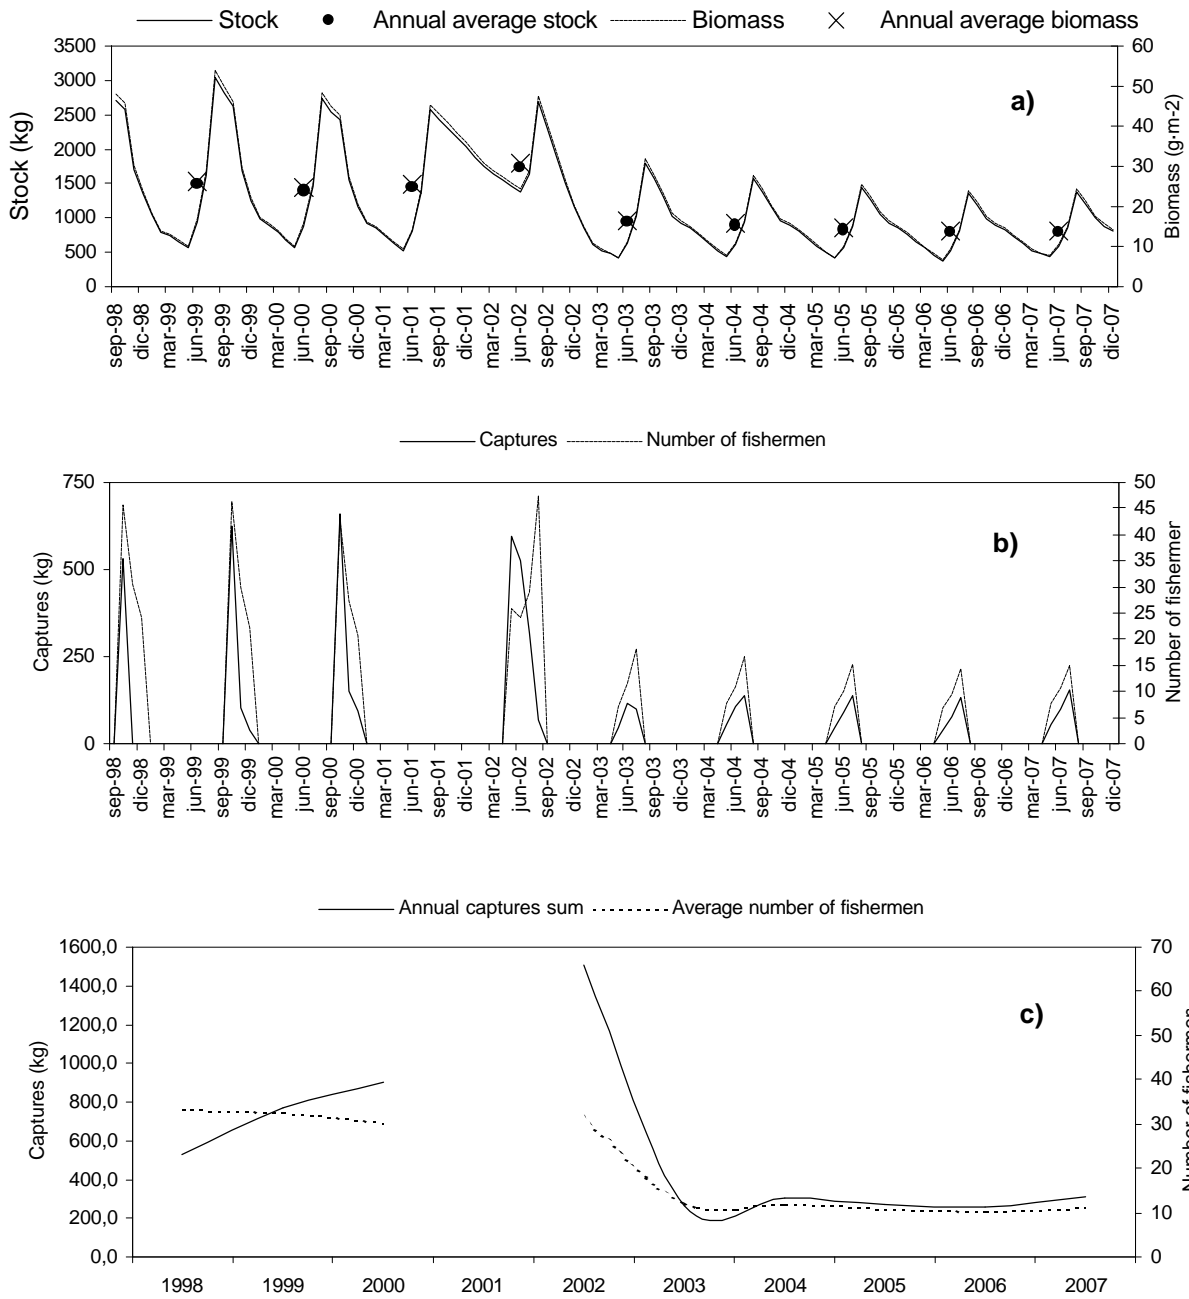 Stock Annual average stock Biomass Annual average biomass
3500 3000 2500 2000 1500 1000 500 0
Stock (kg)
a)
60 50 40 30 20 10 0
Biomass (g·m-2)
sep-98 dic-98 mar-99 jun-99 sep-99 dic-99 mar-00 jun-00 sep-00 dic-00 mar-01 jun-01 sep-01 dic-01 mar-02 jun-02 sep-02 dic-02 mar-03 jun-03 sep-03 dic-03 mar-04 jun-04 sep-04 dic-04 mar-05 jun-05 sep-05 dic-05 mar-06 jun-06 sep-06 dic-06 mar-07 jun-07 sep-07 dic-07
Captures Number of fishermen
750 500 250 0
Captures (kg)
b)
50 45 40 35 30 25 20 15 10 5 0
Number of fishermer
sep-98 dic-98 mar-99 jun-99 sep-99 dic-99 mar-00 jun-00 sep-00 dic-00 mar-01 jun-01 sep-01 dic-01 mar-02 jun-02 sep-02 dic-02 mar-03 jun-03 sep-03 dic-03 mar-04 jun-04 sep-04 dic-04 mar-05 jun-05 sep-05 dic-05 mar-06 jun-06 sep-06 dic-06 mar-07 jun-07 sep-07 dic-07
Annual captures sum Average number of fishermen
1600,0 1400,0 1200,0 1000,0 800,0 600,0 400,0 200,0 0,0
Captures (kg)
c)
70 60 50 40 30 20 10 0
Number of fishermen
1998 1999 2000 2001 2002 2003 2004 2005 2006 2007